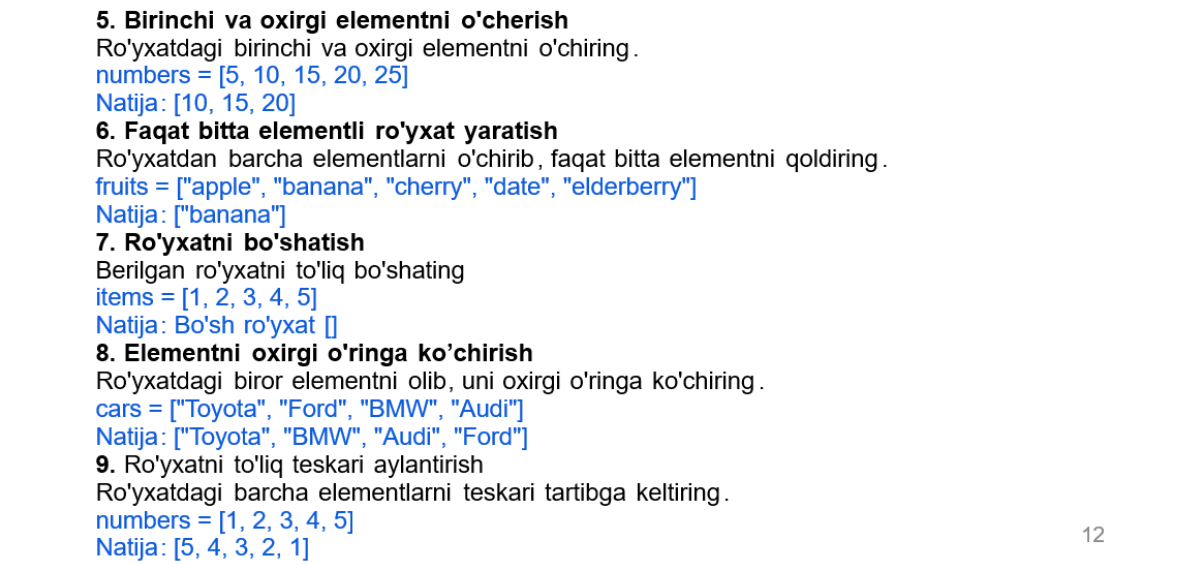 5. Birinchi va oxirgi elementni o'cherish
Ro'yxatdagi birinchi va oxirgi elementni o'chiring.
numbers = [5, 10, 15, 20, 25]
Natija: [10, 15, 20]
6. Faqat bitta elementli ro'yxat yaratish
Ro'yxatdan barcha elementlarni o'chirib, faqat bitta elementni qoldiring.
fruits = ["apple", "banana", "cherry", "date", "elderberry"]
Natija: ["banana"]
7. Ro'yxatni bo'shatish
Berilgan ro'yxatni to'liq bo'shating
items = [1, 2, 3, 4, 5]
Natija: Bo'sh ro'yxat []
8. Elementni oxirgi o'ringa ko’chirish
Ro'yxatdagi biror elementni olib, uni oxirgi o'ringa ko'chiring.
cars = ["Toyota", "Ford", "BMW", "Audi"]
Natija: ["Toyota", "BMW", "Audi", "Ford"]
9. Ro'yxatni to'liq teskari aylantirish
Ro'yxatdagi barcha elementlarni teskari tartibga keltiring.
numbers = [1, 2, 3, 4, 5]
Natija: [5, 4, 3, 2, 1]
12